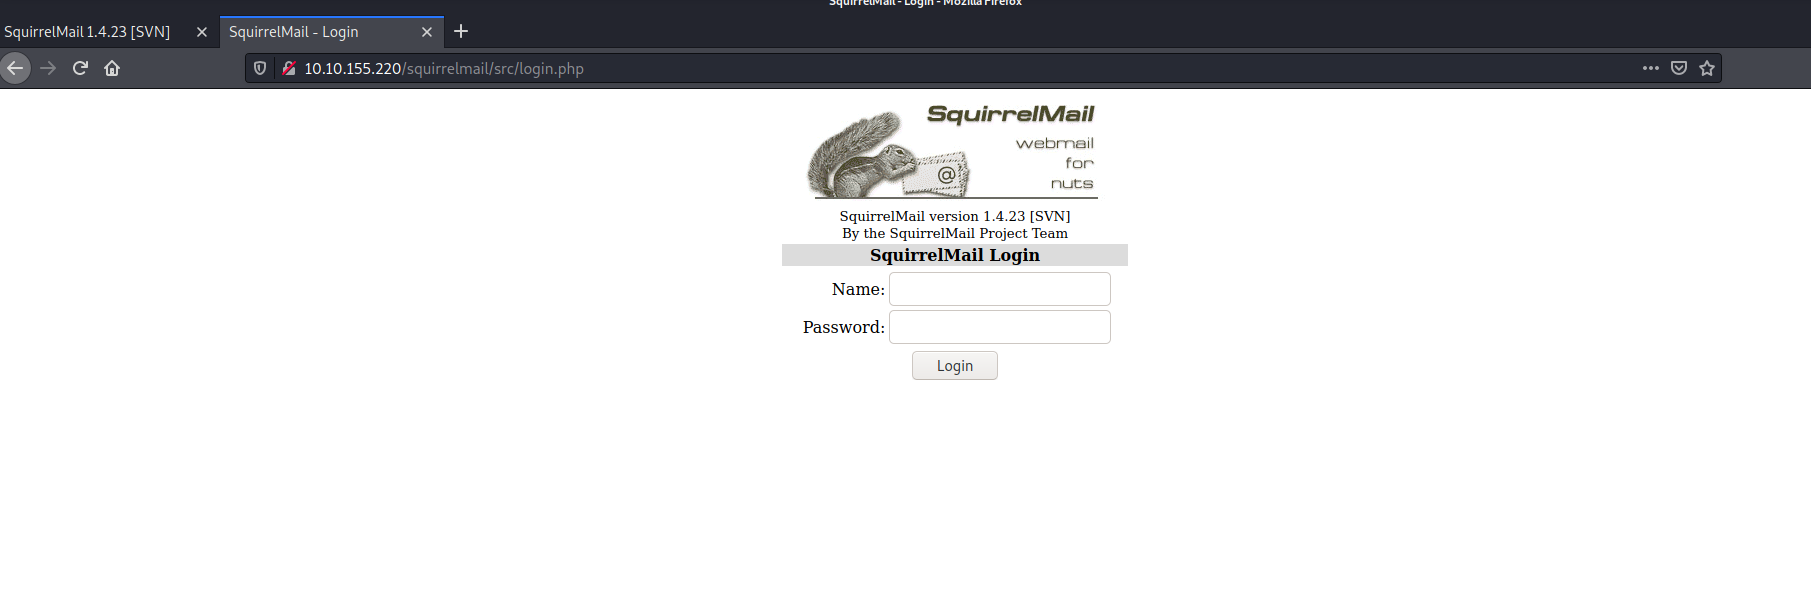 SquirrelMail - Login - Mozilla Firefox
SquirrelMail 1.4.23 [SVN]
SquirrelMail - Login
10.10.155.220/squirrelmail/src/login.php
SquirrelMail
webmail
for
nuts
@
SquirrelMail version 1.4.23 [SVN]
By the SquirrelMail Project Team
SquirrelMail Login
Name:
Password:
Login